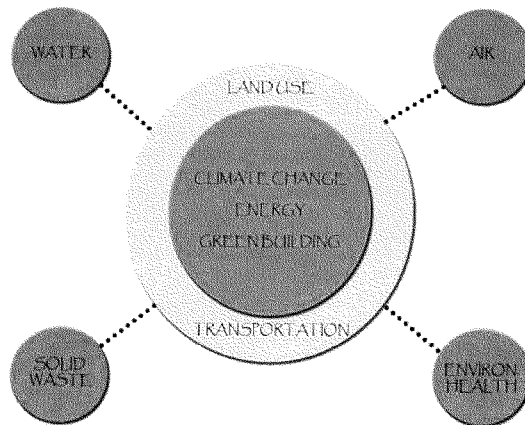 WATER
AIR
LAND USE
CLIMATE CHANGE
ENERGY
GREEN BUILDING
TRANSPORTATION
SOLID
WASTE
ENVIRON
HEALTH